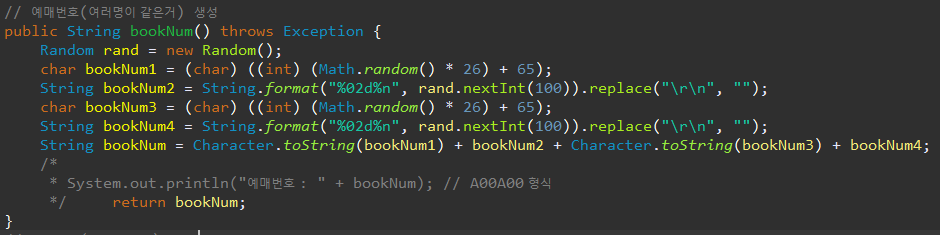 // 예매번호(여러명이 같은거) 생성
public String bookNum() throws Exception {
    Random rand = new Random();
    char bookNum1 = (char) ((int) (Math.random() * 26) + 65);
    String bookNum2 = String.format("%02d%n", rand.nextInt(100)).replace("\r\n", "");
    char bookNum3 = (char) ((int) (Math.random() * 26) + 65);
    String bookNum4 = String.format("%02d%n", rand.nextInt(100)).replace("\r\n", "");
    String bookNum = Character.toString(bookNum1) + bookNum2 + Character.toString(bookNum3) + bookNum4;
    /*
     * System.out.println("예매번호 : " + bookNum); // A00A00 형식
     */     return bookNum;
}